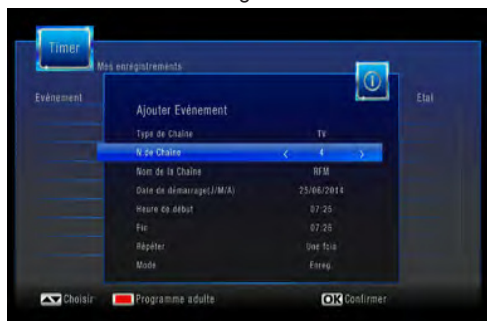 Timer
Mes enregistrements
Evénement
Etat
Ajouter Evénement
Type de Chaîne TV
N.de Chaîne < 4 >
Nom de la Chaîne RFM
Date de démarrage(J/M/A) 25/06/2014
Heure de début 07:25
Fin 07:26
Répéter Une fois
Mode Enreg.
Choisir Programme adulte OK Confirmer